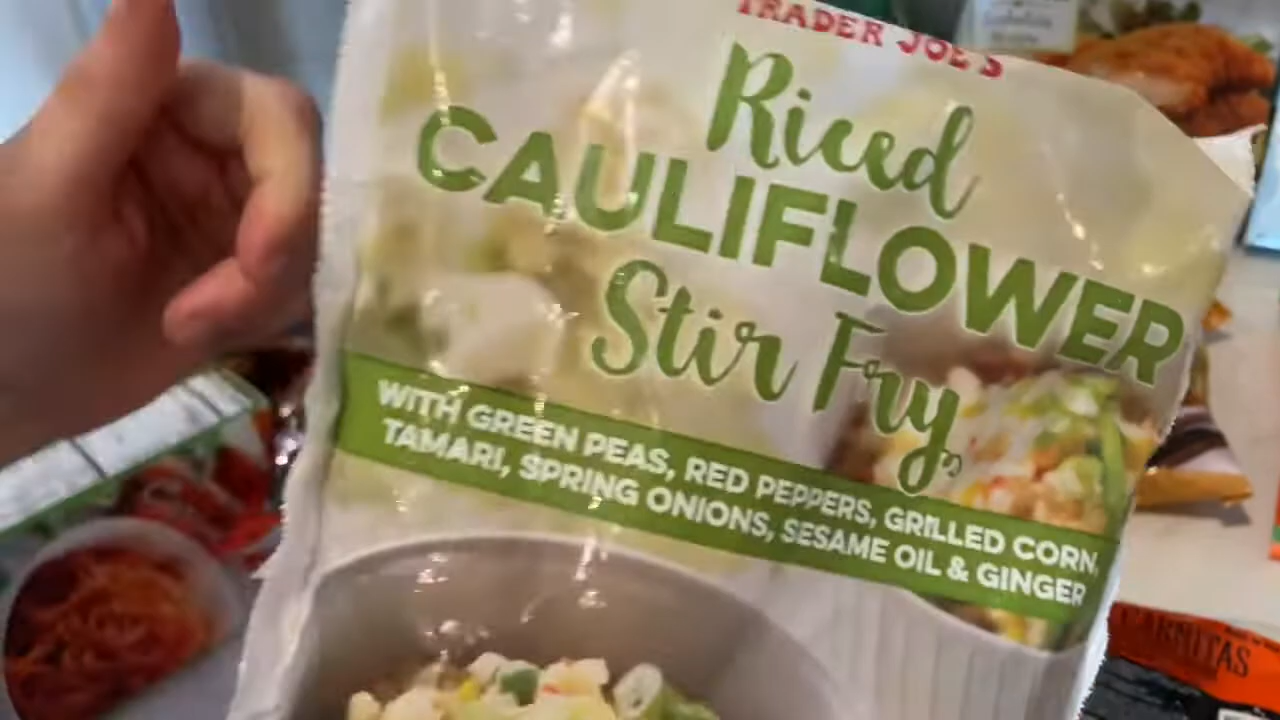 TRADER JOE'S
Riced
CAULIFLOWER
Stir Fry
WITH GREEN PEAS, RED PEPPERS, GRILLED CORN,
TAMARI, SPRING ONIONS, SESAME OIL & GINGER
CARNITAS